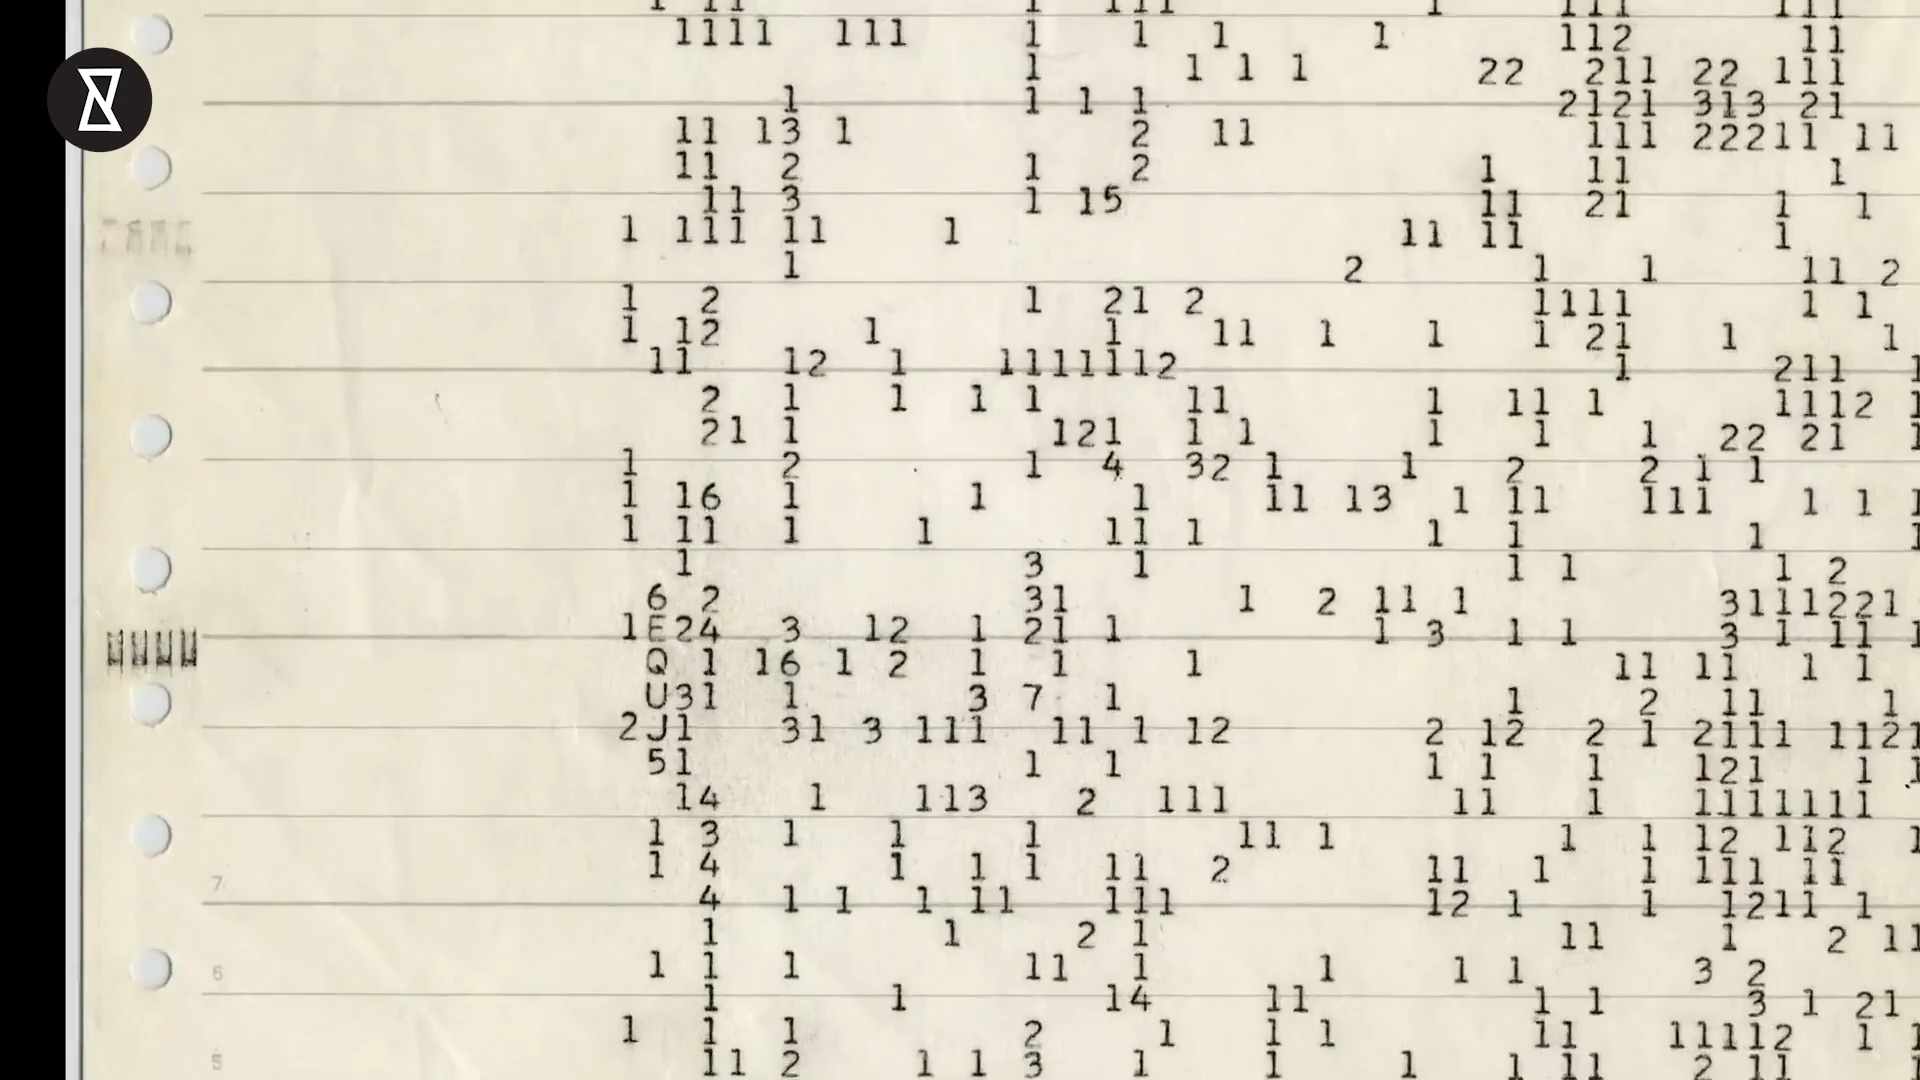 1111 111 1 1 1 1 112 11
1 1 1 1 22 211 22 111
1 1 1 1 2121 313 21
11 13 1 2 11 111 22211 11
11 2 1 2 1 11 1
11 3 1 15 11 21 1 1
1 111 11 1 11 11 1
1 2 1 1 11 2
1 2 1 21 2 1111 1 1
1 12 1 1 11 1 1 1 21 1 1
11 12 1 1111112 1 211 1
2 1 1 1 1 11 1 11 1 1112 1
21 1 121 1 1 1 1 1 22 21 1
1 2 1 4 32 1 1 2 2 1 1
1 16 1 1 1 11 13 1 11 111 1 1 1
1 11 1 1 11 1 1 1 1 1
1 3 1 1 1 1 2
6 2 31 1 2 11 1 3111221
1E24 3 12 1 21 1 1 3 1 1 3 1 11 1
Q 1 16 1 2 1 1 1 11 11 1 1
U31 1 3 7 1 1 2 11 1
2J1 31 3 111 11 1 12 2 12 2 1 2111 1121
51 1 1 1 1 1 121 1 1
14 1 113 2 111 11 1 1111111
1 3 1 1 1 11 1 1 1 12 112 1
1 4 1 1 1 11 2 11 1 1 111 11
7
4 1 1 1 11 111 12 1 1 1211 1
1 1 2 1 11 1 2 11
6
1 1 1 11 1 1 1 1 3 2
1 1 14 11 1 1 3 1 21
1 1 1 2 1 1 1 11 11112 1 1
5
11 2 1 1 3 1 1 1 1 11 2 11